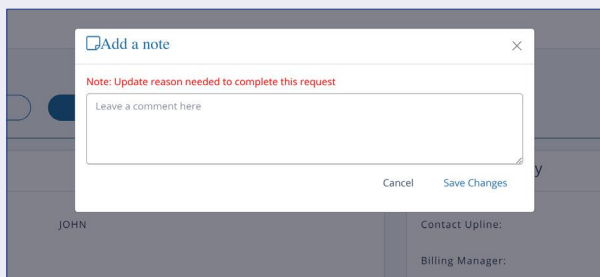 Add a note
Note: Update reason needed to complete this request
Leave a comment here
Cancel Save Changes
y
JOHN
Contact Upline:
Billing Manager: